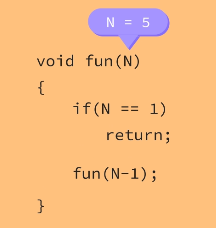 N = 5
void fun(N)
{
if(N == 1)
return;
fun(N-1);
}